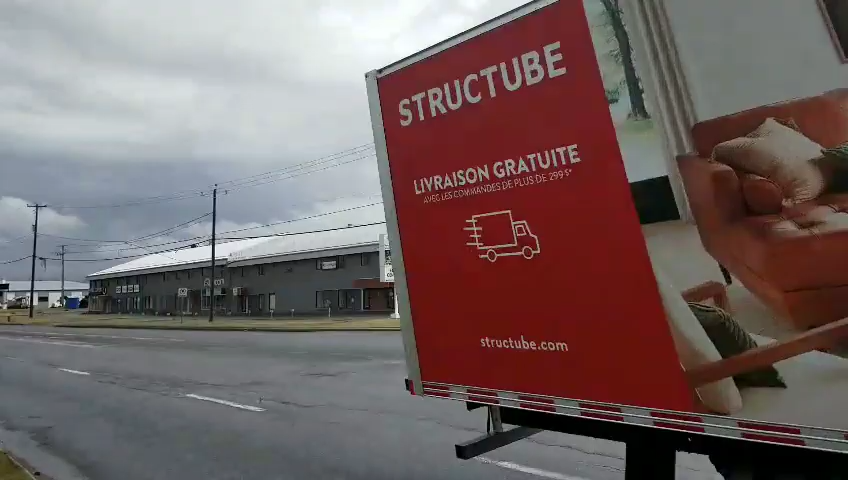 STRUCTUBE
LIVRAISON GRATUITE
AVEC LES COMMANDES DE PLUS DE 299 $*
structube.com